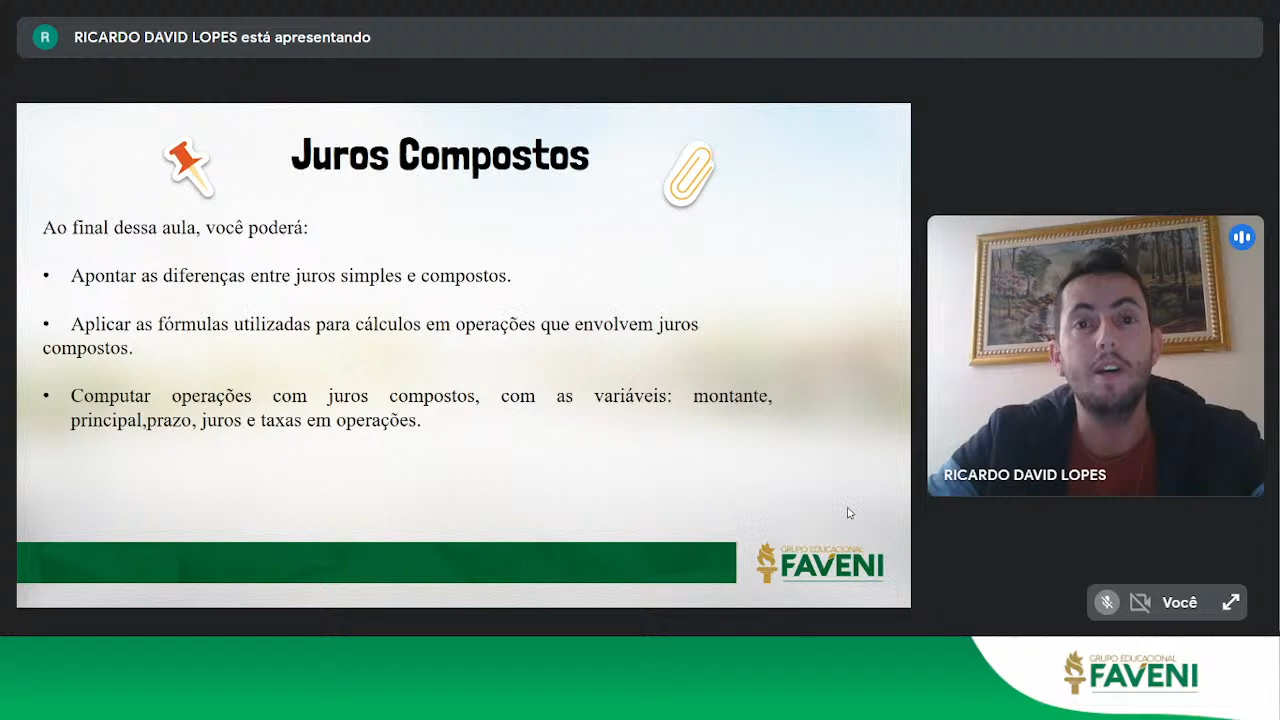 R
RICARDO DAVID LOPES está apresentando
Juros Compostos
Ao final dessa aula, você poderá:
• Apontar as diferenças entre juros simples e compostos.
• Aplicar as fórmulas utilizadas para cálculos em operações que envolvem juros
compostos.
• Computar operações com juros compostos, com as variáveis: montante,
principal,prazo, juros e taxas em operações.
GRUPO EDUCACIONAL
FAVENI
RICARDO DAVID LOPES
Você
GRUPO EDUCACIONAL
FAVENI